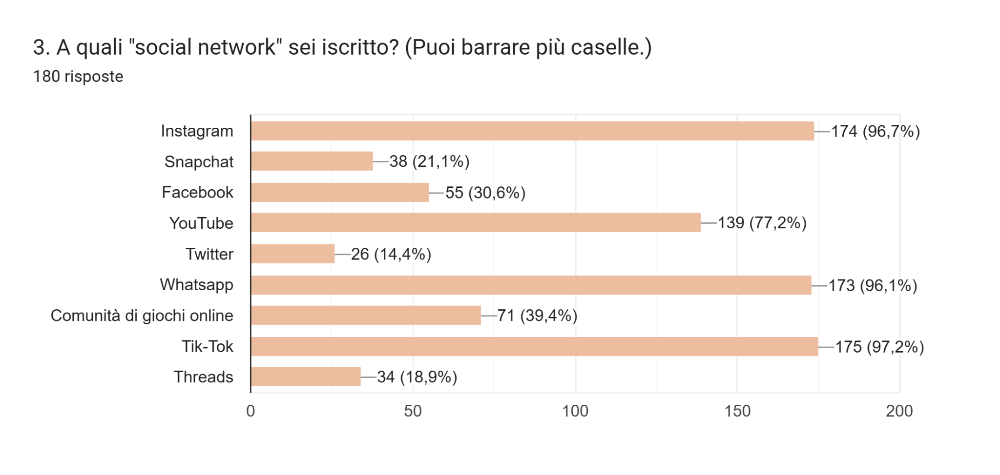 3. A quali "social network" sei iscritto? (Puoi barrare più caselle.)
180 risposte
Instagram 174 (96,7%)
Snapchat 38 (21,1%)
Facebook 55 (30,6%)
YouTube 139 (77,2%)
Twitter 26 (14,4%)
Whatsapp 173 (96,1%)
Comunità di giochi online 71 (39,4%)
Tik-Tok 175 (97,2%)
Threads 34 (18,9%)
0 50 100 150 200